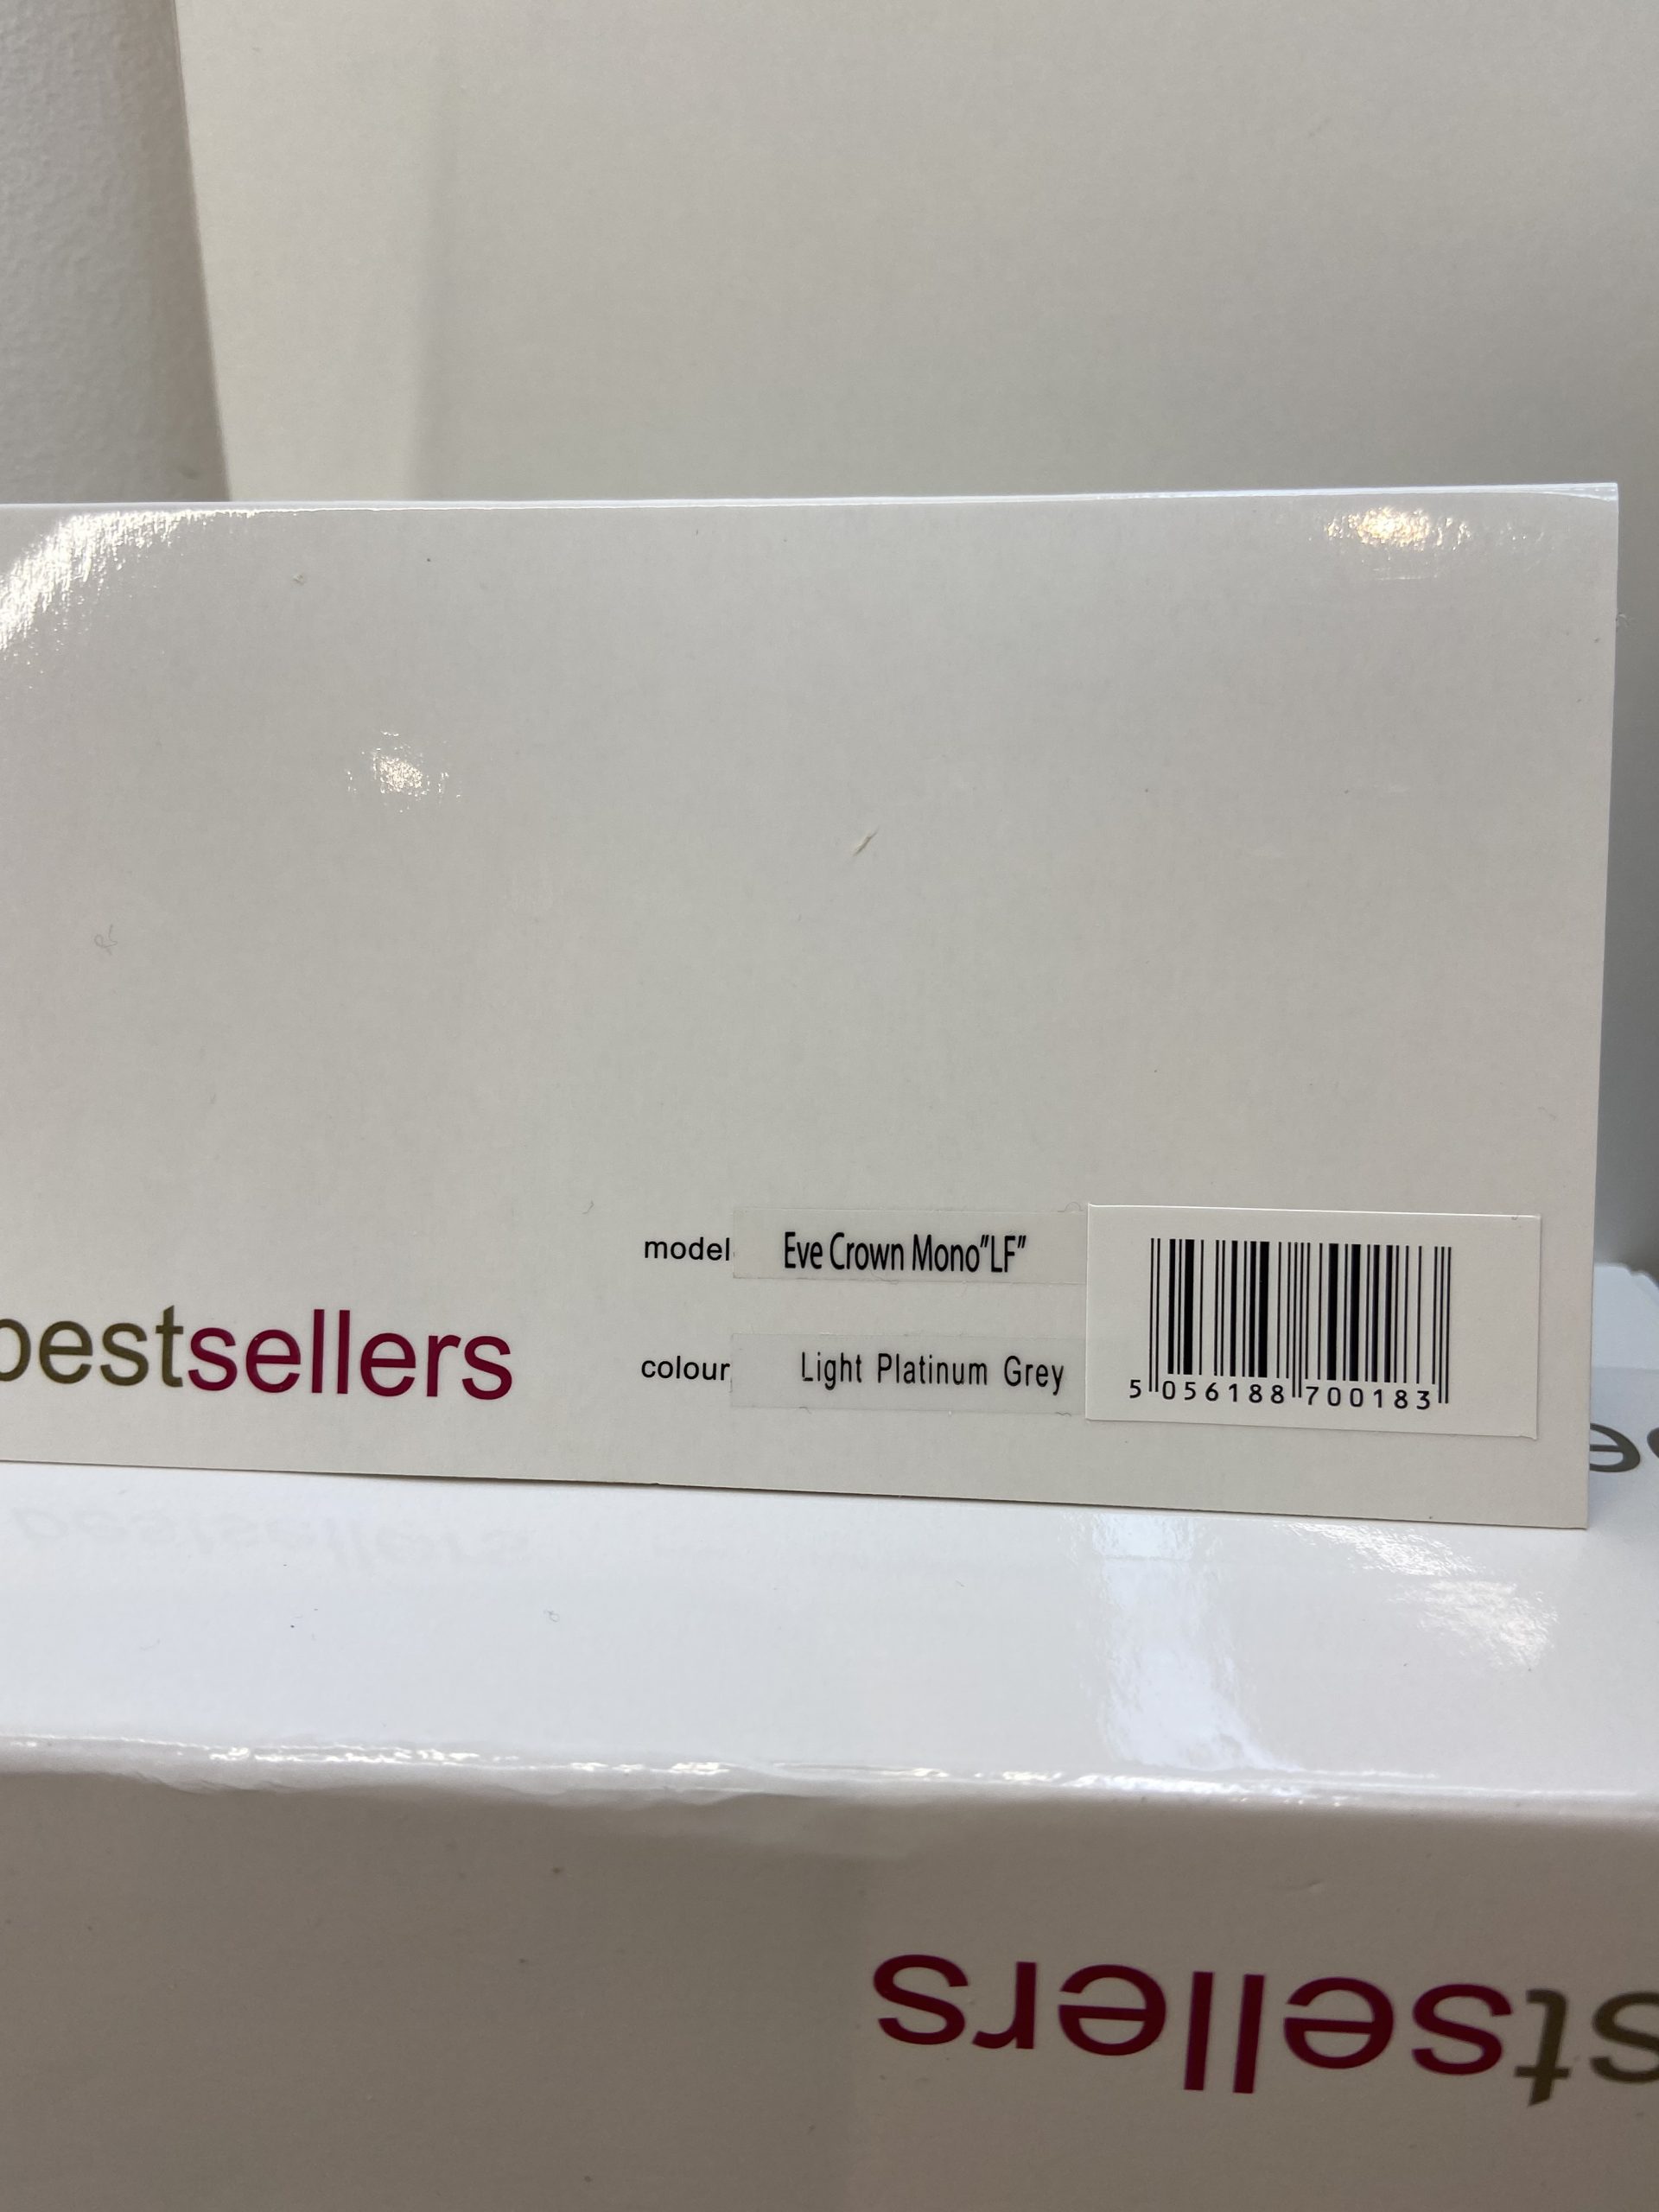 model Eve Crown Mono"LF"
bestsellers
colour Light Platinum Grey
5 056188 700183
sellers